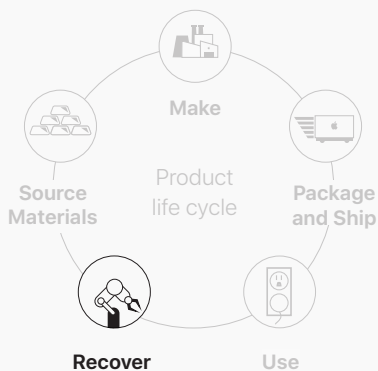 Make
Source
Materials
Product
life cycle
Package
and Ship
Recover
Use